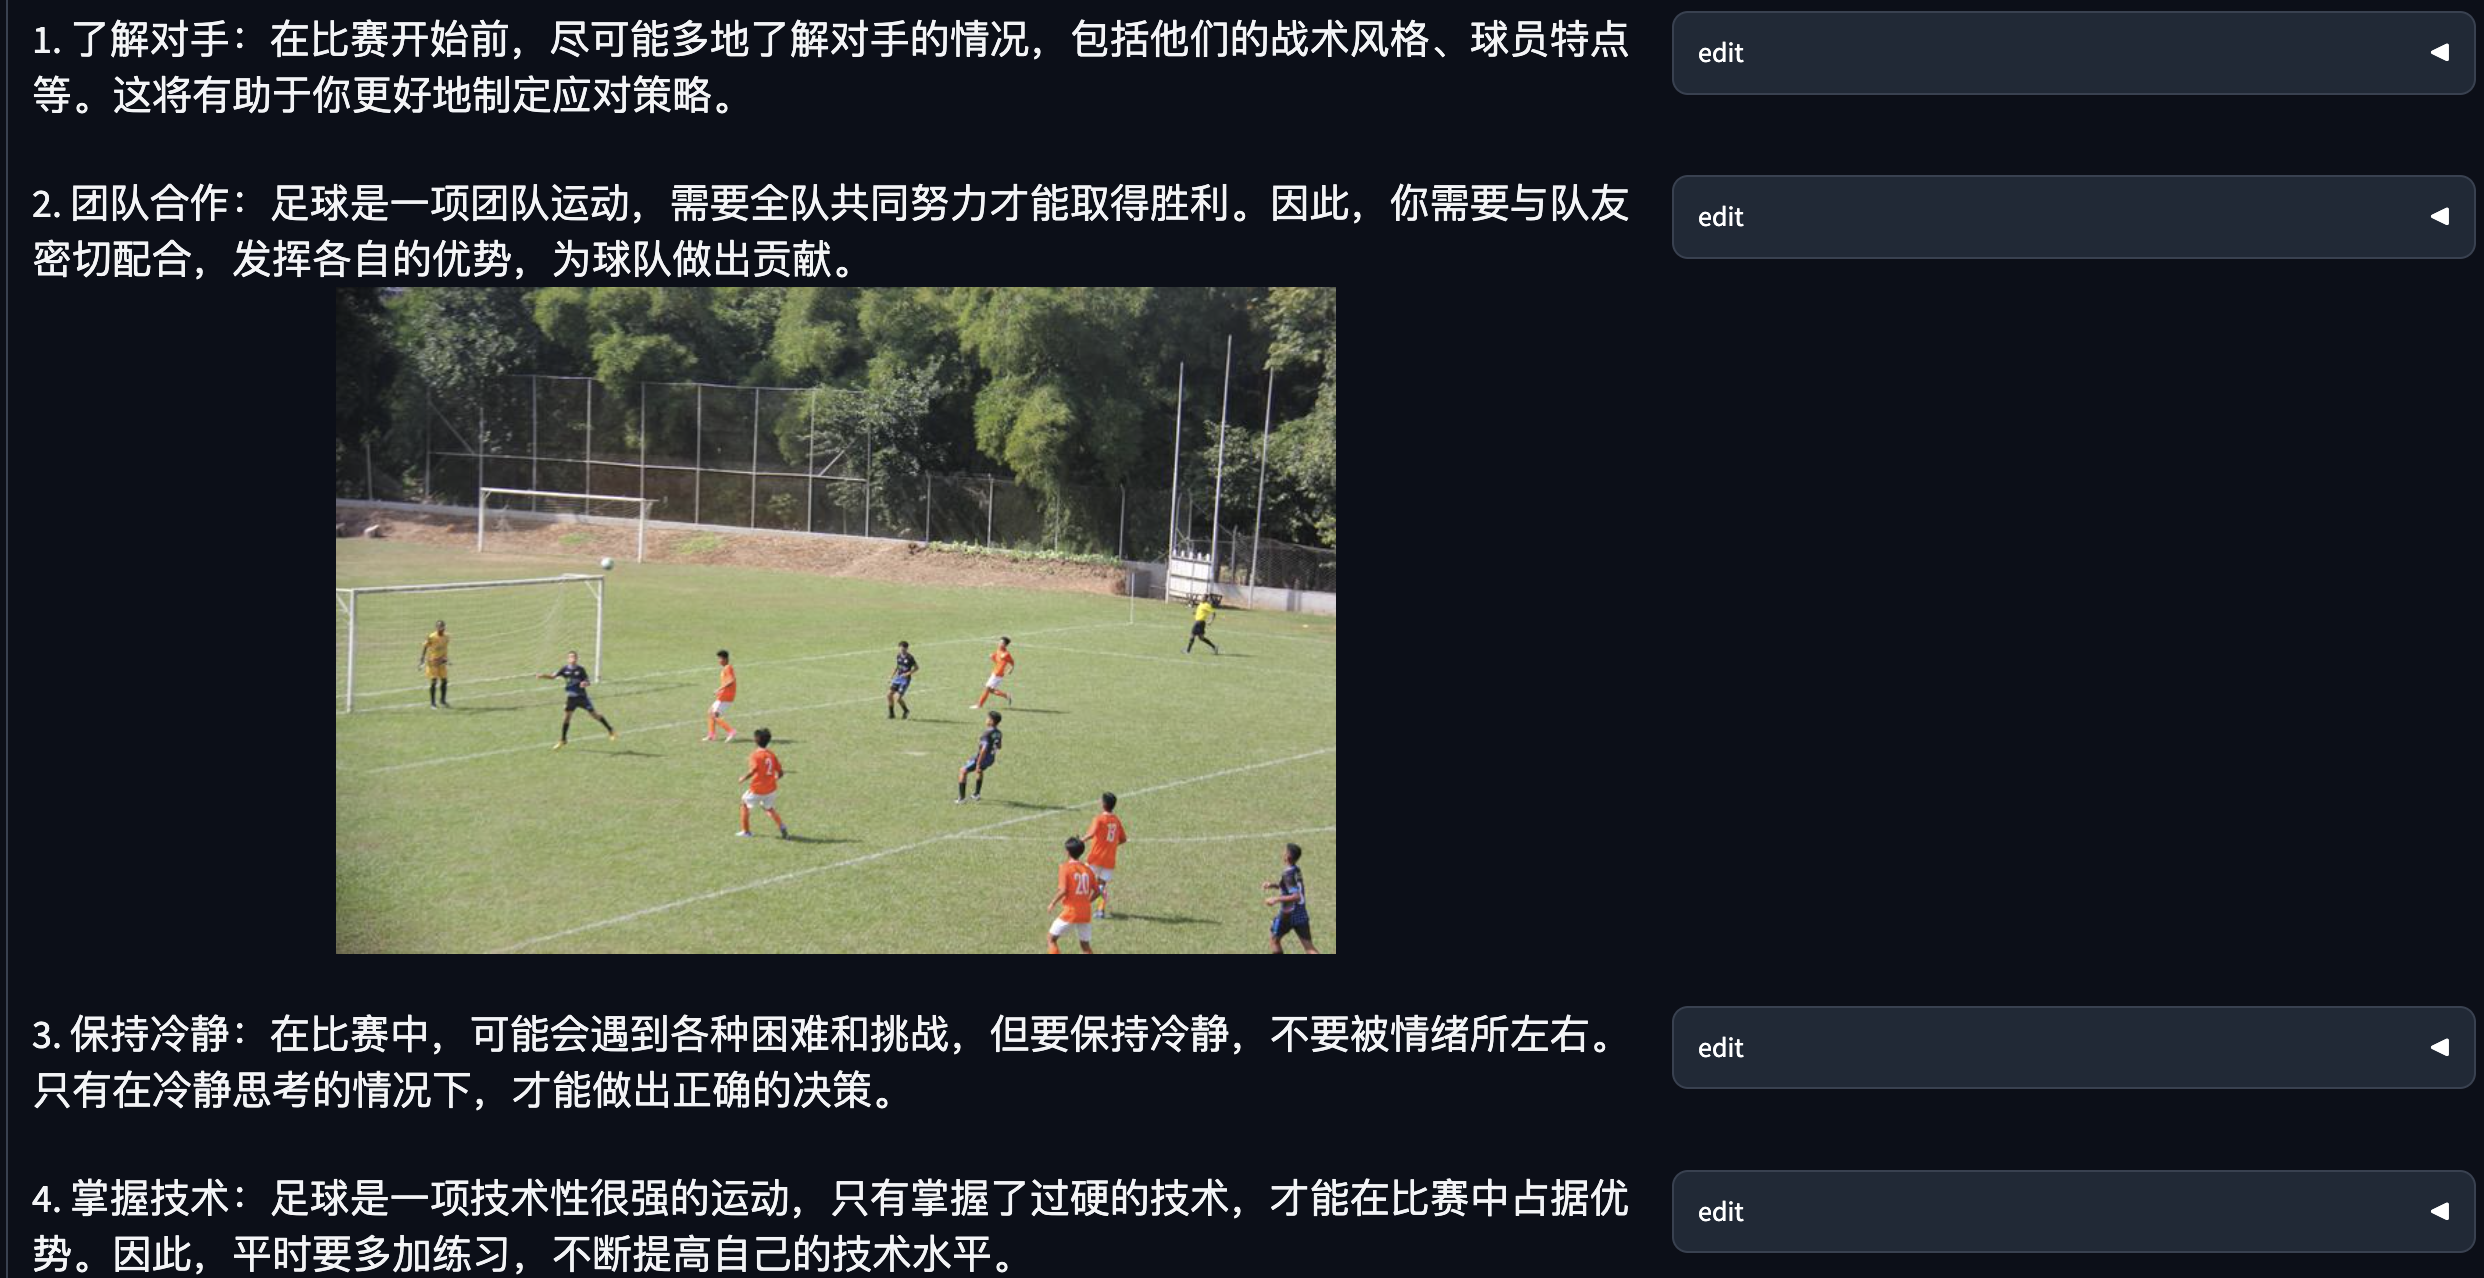 1. 了解对手：在比赛开始前，尽可能多地了解对手的情况，包括他们的战术风格、球员特点
等。这将有助于你更好地制定应对策略。
edit
2. 团队合作：足球是一项团队运动，需要全队共同努力才能取得胜利。因此，你需要与队友
密切配合，发挥各自的优势，为球队做出贡献。
edit
2
13
20
3. 保持冷静：在比赛中，可能会遇到各种困难和挑战，但要保持冷静，不要被情绪所左右。
只有在冷静思考的情况下，才能做出正确的决策。
edit
4. 掌握技术：足球是一项技术性很强的运动，只有掌握了过硬的技术，才能在比赛中占据优
势。因此，平时要多加练习，不断提高自己的技术水平。
edit